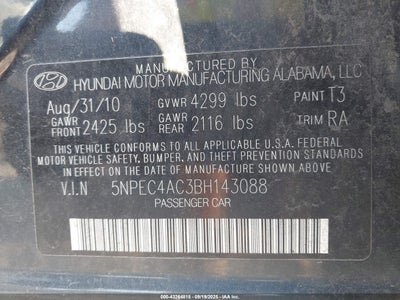 MANUFACTURED BY
HYUNDAI MOTOR MANUFACTURING ALABAMA, LLC
Aug/31/10 GVWR 4299 lbs PAINT T3
GAWR FRONT 2425 lbs GAWR REAR 2116 lbs TRIM RA
THIS VEHICLE CONFORMS TO ALL APPLICABLE U.S.A. FEDERAL
MOTOR VEHICLE SAFETY, BUMPER, AND THEFT PREVENTION
STANDARDS IN EFFECT ON THE DATE OF MANUFACTURE SHOWN ABOVE.
V.I.N 5NPEC4AC3BH143088
PASSENGER CAR
000-43264819 - 09/19/2025 - IAA Inc.